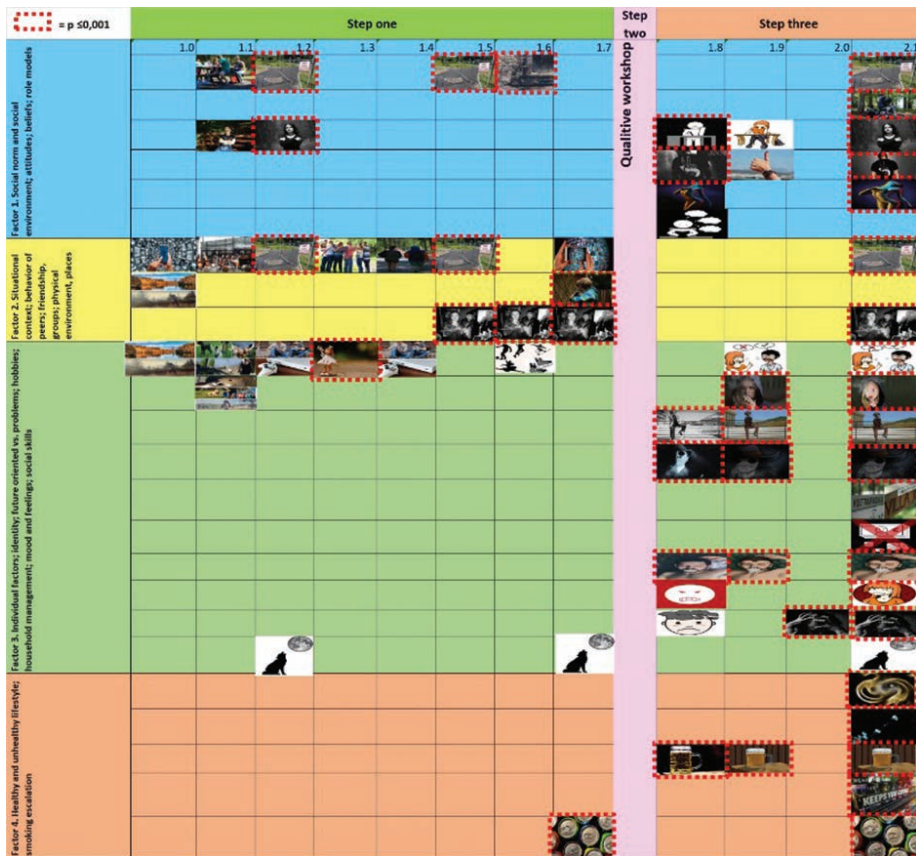 = p ≤0,001
Step one
Step
two
Step three
1.0
1.1
1.2
1.3
1.4
1.5
1.6
1.7
1.8
1.9
2.0
2.1
Qualitive workshop
Factor 1. Social norm and social
environment; attitudes; beliefs; role models
Factor 2. Situational
context; behavior of
peers; friendship,
groups; physical
environment, places
Factor 3. Individual factors; identity; future oriented vs. problems; hobbies;
household management; mood and feelings; social skills
Factor 4. Healthy and unhealthy lifestyle;
smoking escalation
KEEPS YOU